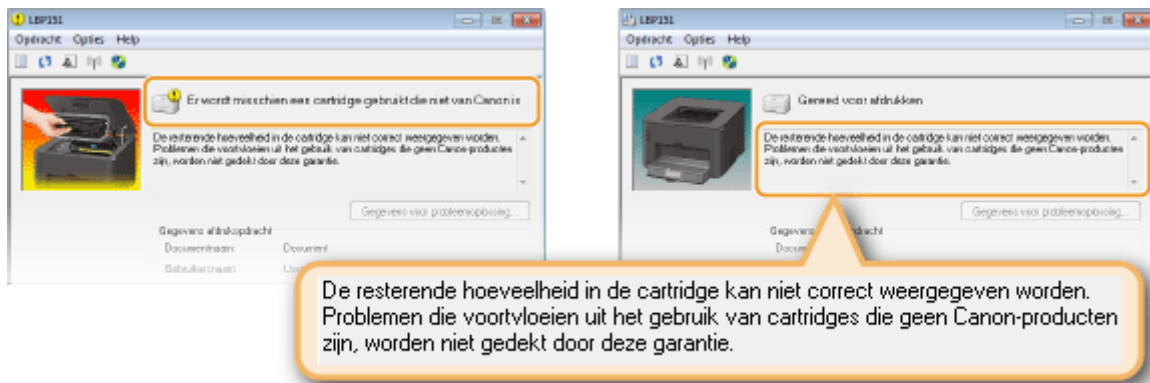 LBP151
Opdracht Opties Help
Er wordt misschien een cartridge gebruikt die niet van Canon is
De resterende hoeveelheid in de cartridge kan niet correct weergegeven worden.
Problemen die voortvloeien uit het gebruik van cartridges die geen Canon-producten
zijn, worden niet gedekt door deze garantie.
Gegevens voor probleemoplossing...
Gegevens afdrukopdracht
Documentnaam: Document
Gebruikersnaam:
LBP151
Opdracht Opties Help
Gereed voor afdrukken
De resterende hoeveelheid in de cartridge kan niet correct weergegeven worden.
Problemen die voortvloeien uit het gebruik van cartridges die geen Canon-producten
zijn, worden niet gedekt door deze garantie.
Gegevens voor probleemoplossing...
Gegevens
De resterende hoeveelheid in de cartridge kan niet correct weergegeven worden.
Problemen die voortvloeien uit het gebruik van cartridges die geen Canon-producten
zijn, worden niet gedekt door deze garantie.